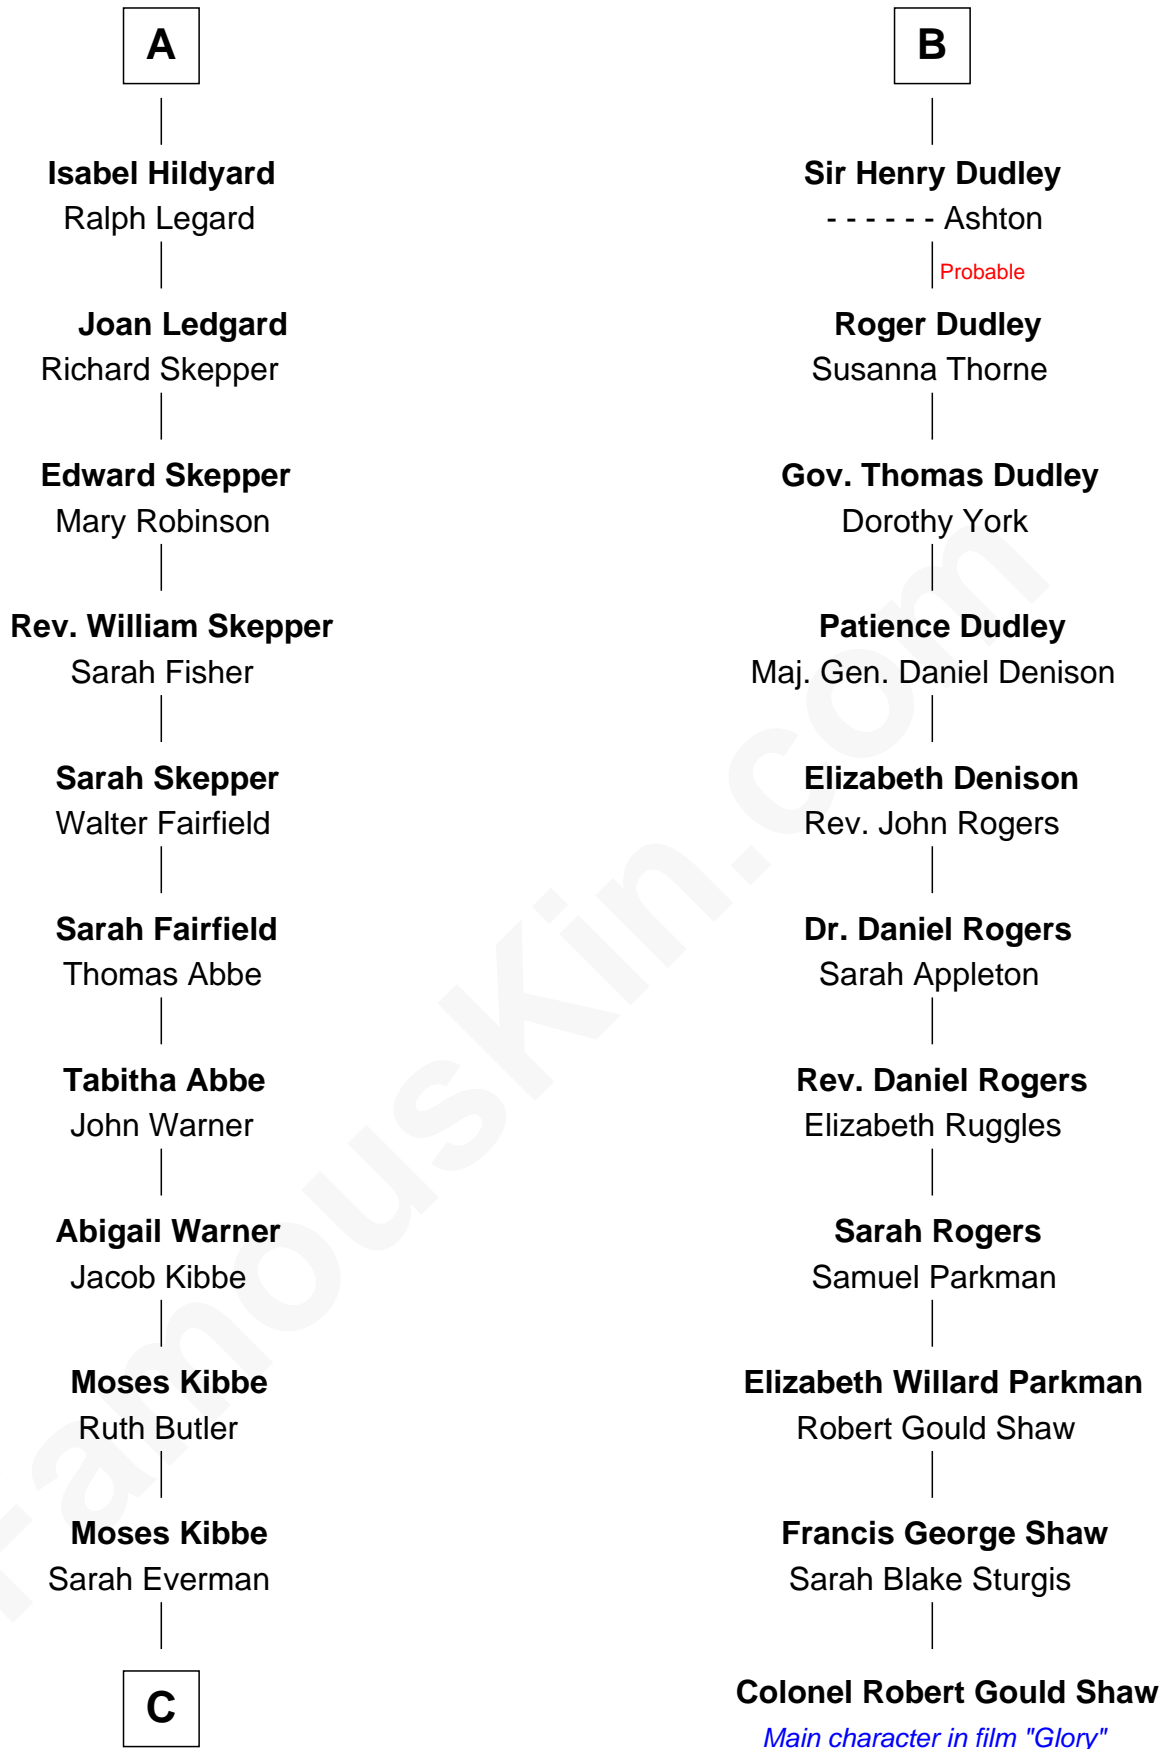 A
Isabel Hildyard
Ralph Legard
Joan Ledgard
Richard Skepper
Edward Skepper
Mary Robinson
Rev. William Skepper
Sarah Fisher
Sarah Skepper
Walter Fairfield
Sarah Fairfield
Thomas Abbe
Tabitha Abbe
John Warner
Abigail Warner
Jacob Kibbe
Moses Kibbe
Ruth Butler
Moses Kibbe
Sarah Everman
C
B
Sir Henry Dudley
- - - - - - Ashton
Probable
Roger Dudley
Susanna Thorne
Gov. Thomas Dudley
Dorothy York
Patience Dudley
Maj. Gen. Daniel Denison
Elizabeth Denison
Rev. John Rogers
Dr. Daniel Rogers
Sarah Appleton
Rev. Daniel Rogers
Elizabeth Ruggles
Sarah Rogers
Samuel Parkman
Elizabeth Willard Parkman
Robert Gould Shaw
Francis George Shaw
Sarah Blake Sturgis
Colonel Robert Gould Shaw
Main character in film "Glory"
FamousKin.com